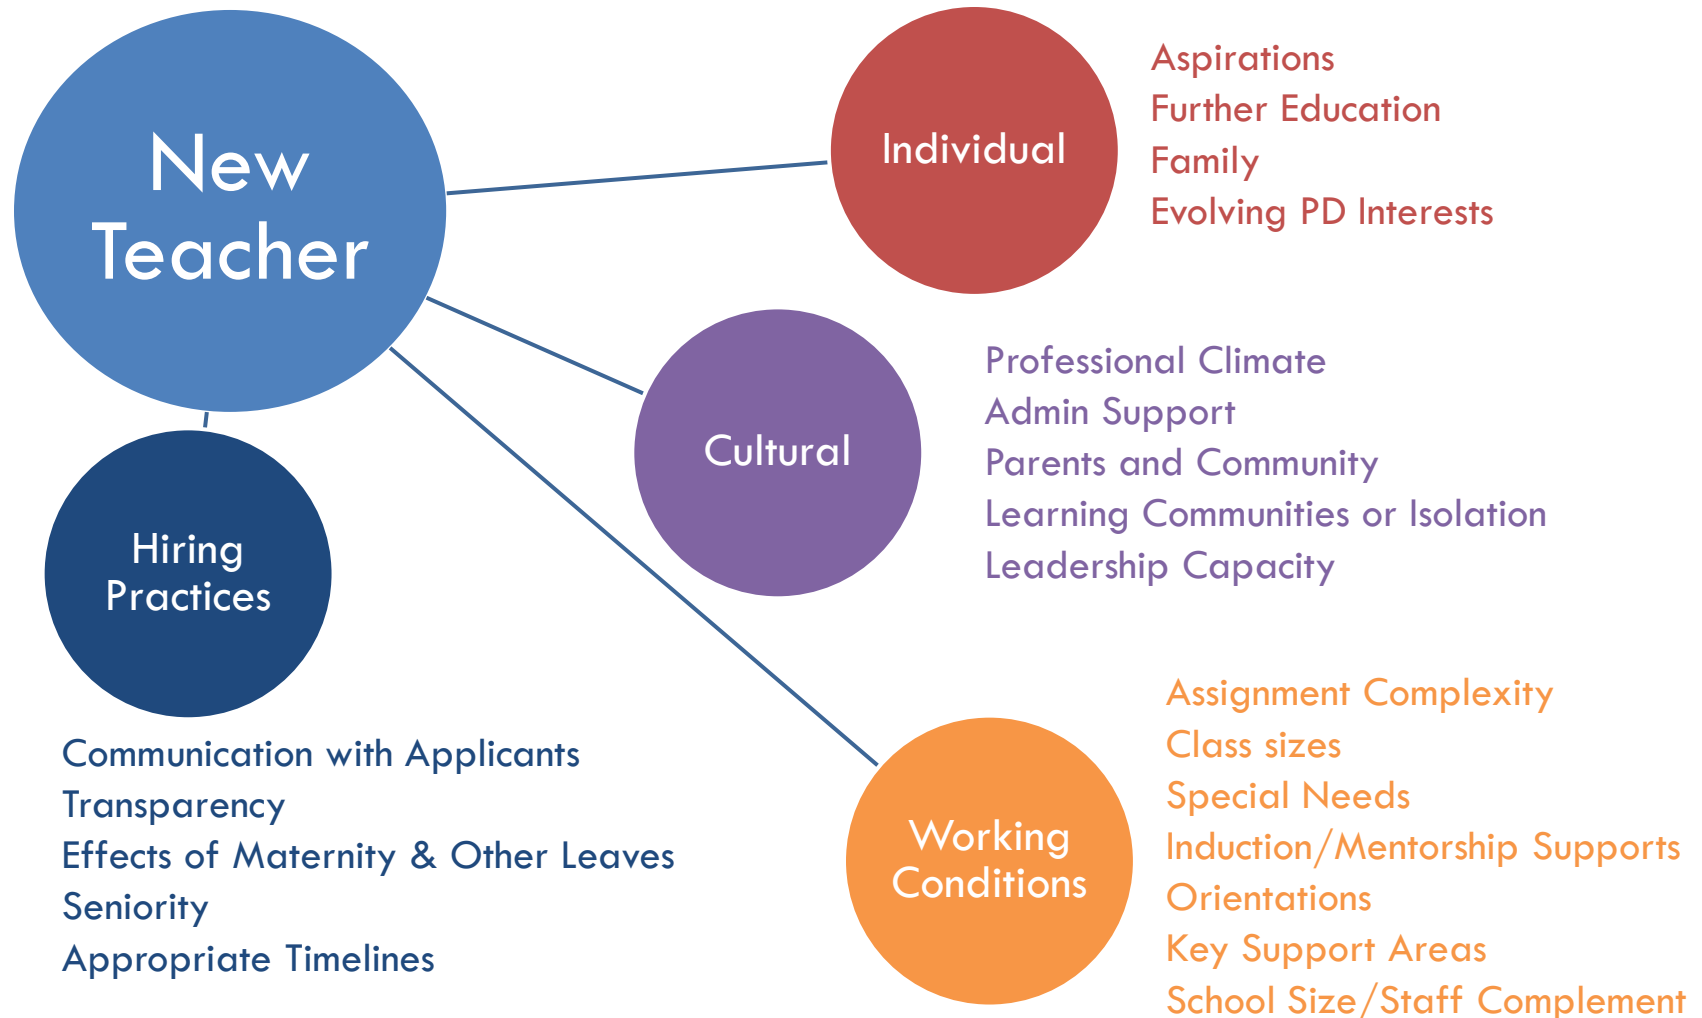 New
Teacher
Individual
Aspirations
Further Education
Family
Evolving PD Interests
Cultural
Professional Climate
Admin Support
Parents and Community
Learning Communities or Isolation
Leadership Capacity
Hiring
Practices
Communication with Applicants
Transparency
Effects of Maternity & Other Leaves
Seniority
Appropriate Timelines
Working
Conditions
Assignment Complexity
Class sizes
Special Needs
Induction/Mentorship Supports
Orientations
Key Support Areas
School Size/Staff Complement